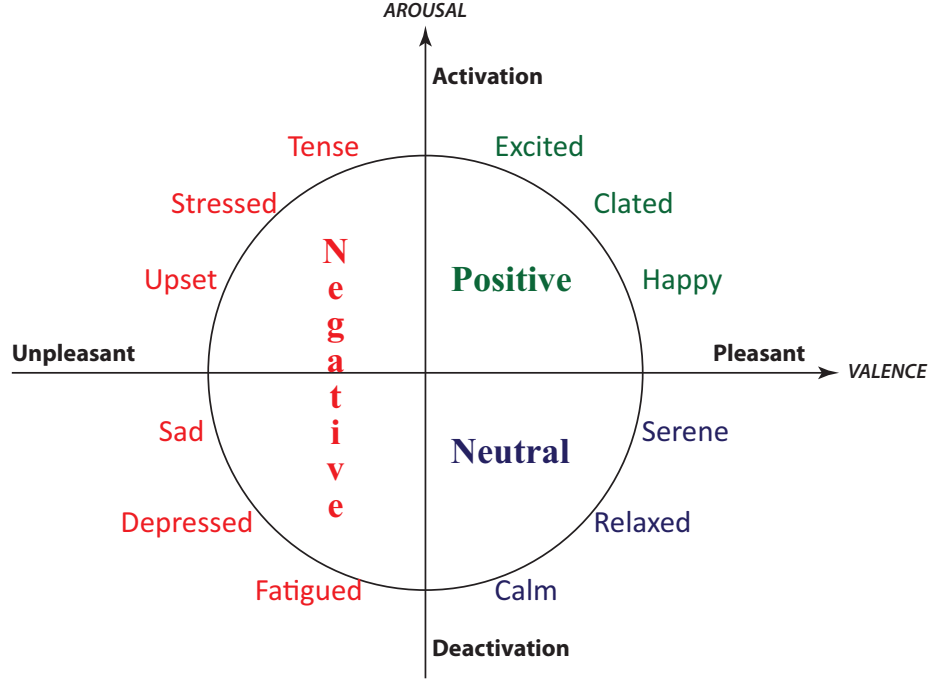 AROUSAL
Activation
Tense
Excited
Stressed
Clated
Negative
Positive
Upset
Happy
Unpleasant
Pleasant
VALENCE
Sad
Serene
Neutral
Depressed
Relaxed
Fatigued
Calm
Deactivation